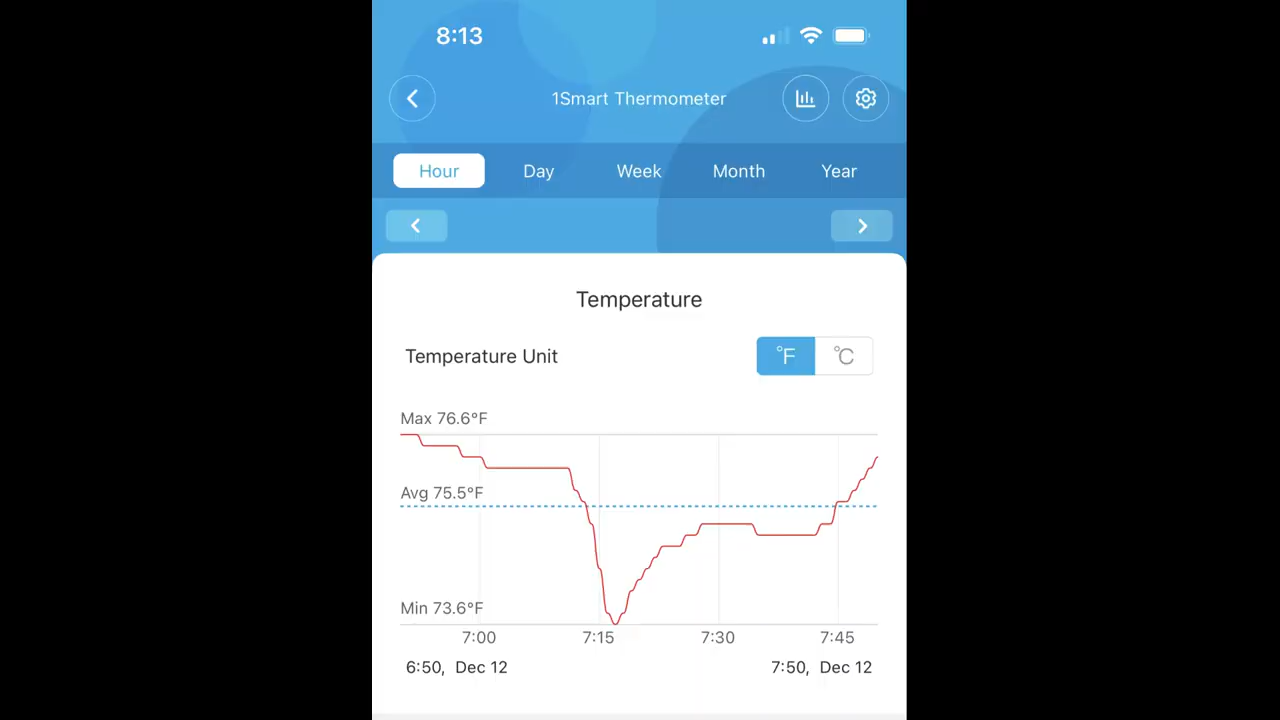 8:13
1Smart Thermometer
Hour Day Week Month Year
Temperature
Temperature Unit °F °C
Max 76.6°F
Avg 75.5°F
Min 73.6°F
7:00 7:15 7:30 7:45
6:50, Dec 12 7:50, Dec 12